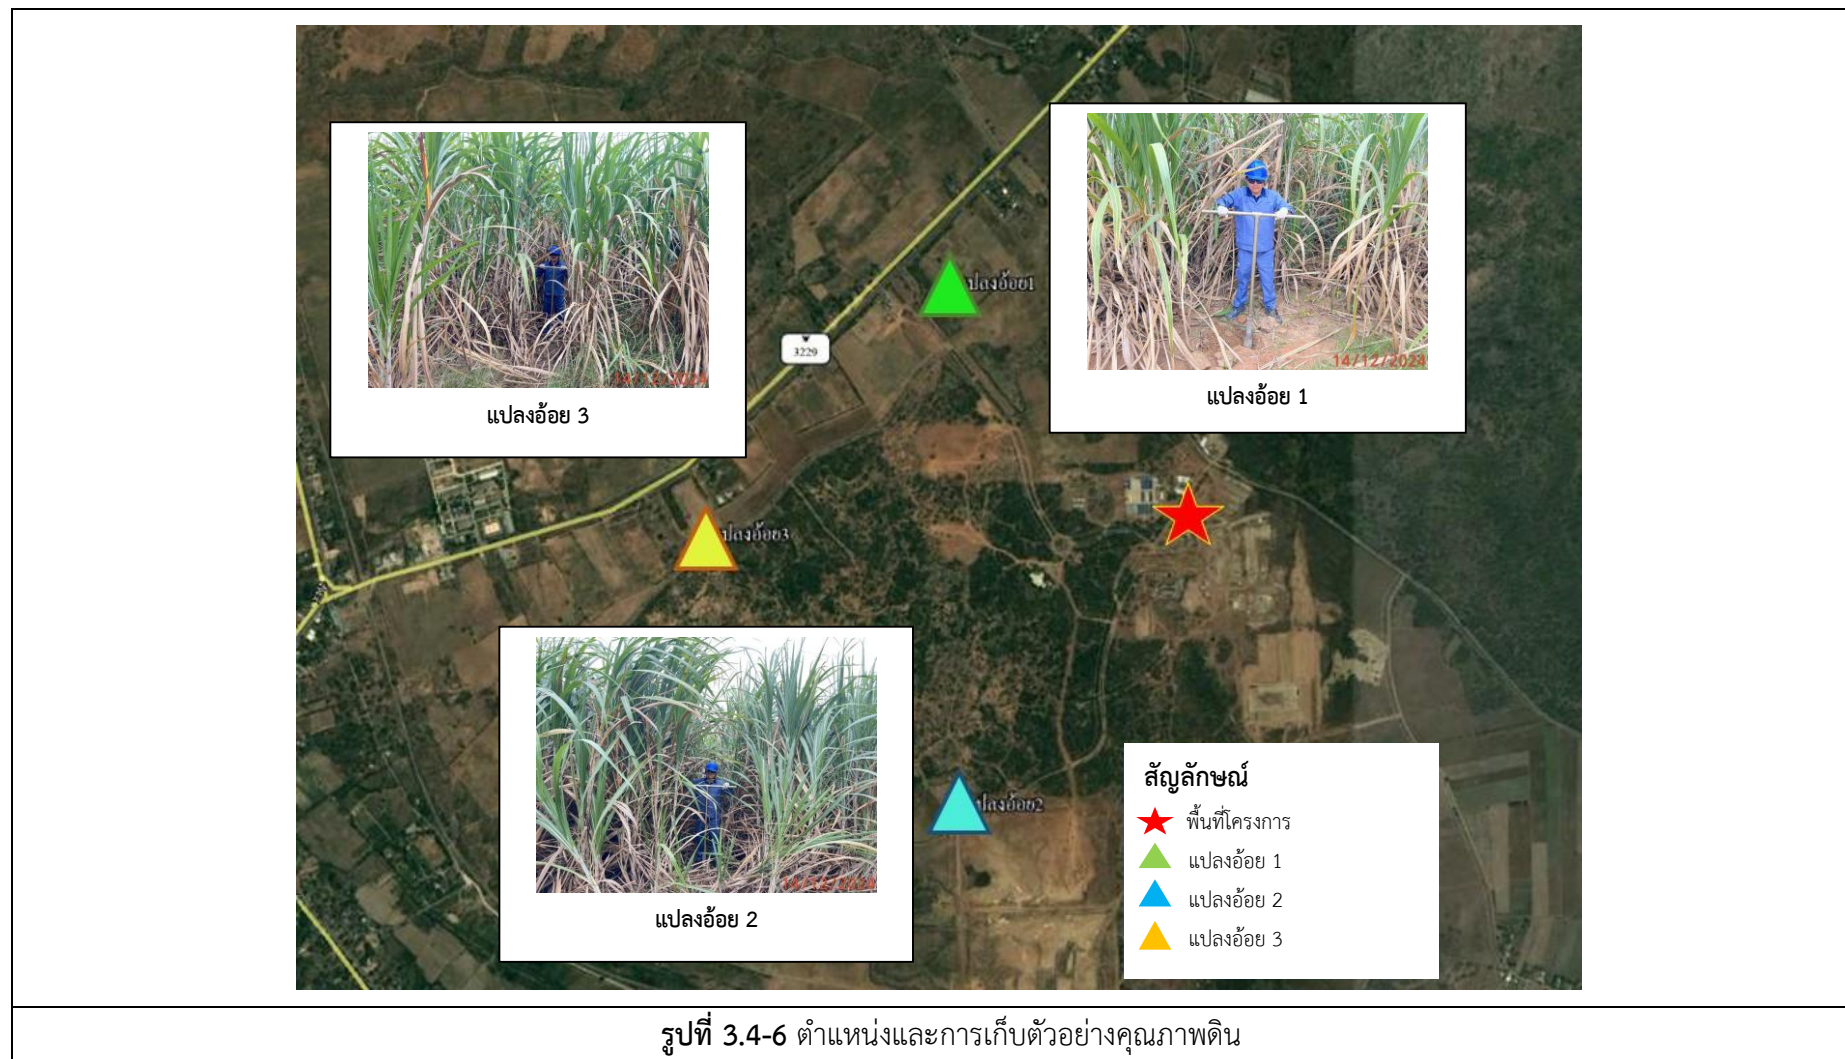 แปลงอ้อย 3
14/12/2024
แปลงอ้อย 1
14/12/2024
ปลงอ้อย1
3229
ปลงอ้อย3
แปลงอ้อย 2
14/12/2024
ปลงอ้อย2
สัญลักษณ์
พื้นที่โครงการ
แปลงอ้อย 1
แปลงอ้อย 2
แปลงอ้อย 3
รูปที่ 3.4-6 ตำแหน่งและการเก็บตัวอย่างคุณภาพดิน